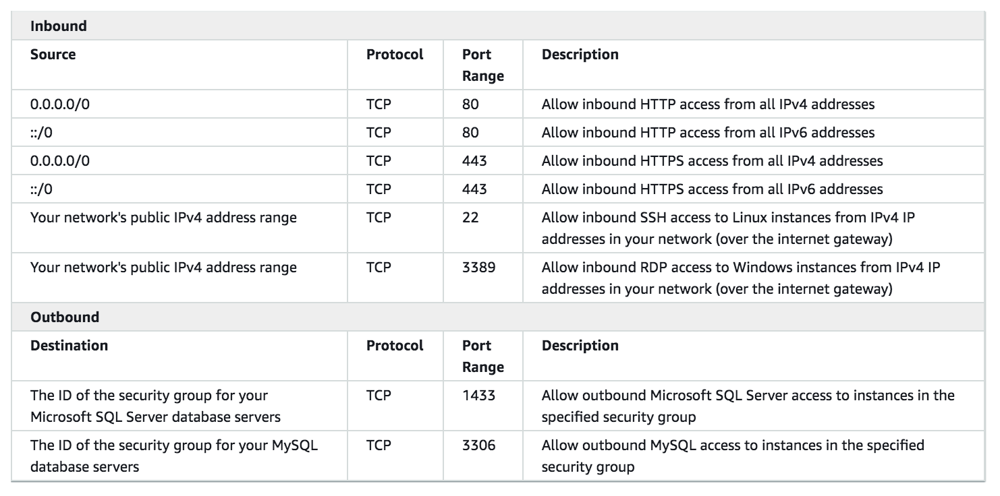 Inbound
Source Protocol Port Range Description
0.0.0.0/0 TCP 80 Allow inbound HTTP access from all IPv4 addresses
::/0 TCP 80 Allow inbound HTTP access from all IPv6 addresses
0.0.0.0/0 TCP 443 Allow inbound HTTPS access from all IPv4 addresses
::/0 TCP 443 Allow inbound HTTPS access from all IPv6 addresses
Your network's public IPv4 address range TCP 22 Allow inbound SSH access to Linux instances from IPv4 IP
addresses in your network (over the internet gateway)
Your network's public IPv4 address range TCP 3389 Allow inbound RDP access to Windows instances from IPv4 IP
addresses in your network (over the internet gateway)
Outbound
Destination Protocol Port Range Description
The ID of the security group for your
Microsoft SQL Server database servers
TCP 1433 Allow outbound Microsoft SQL Server access to instances in the
specified security group
The ID of the security group for your MySQL
database servers
TCP 3306 Allow outbound MySQL access to instances in the specified
security group